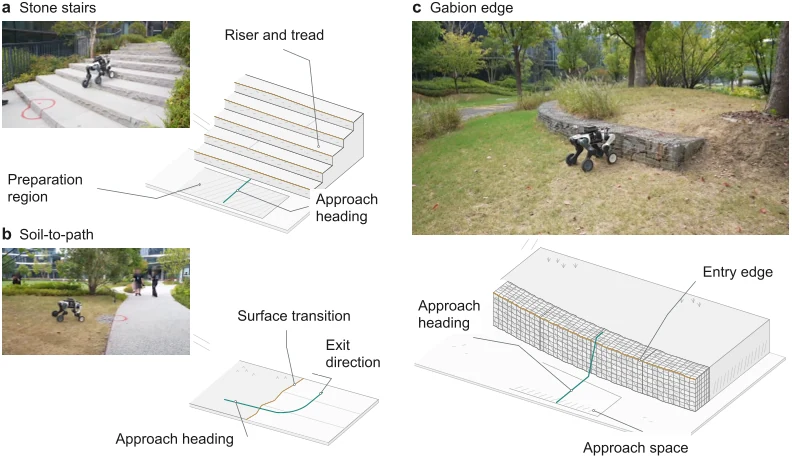 a Stone stairs
Riser and tread
Preparation
region
Approach
heading
b Soil-to-path
Surface transition
Exit
direction
Approach heading
c Gabion edge
Entry edge
Approach
heading
Approach space